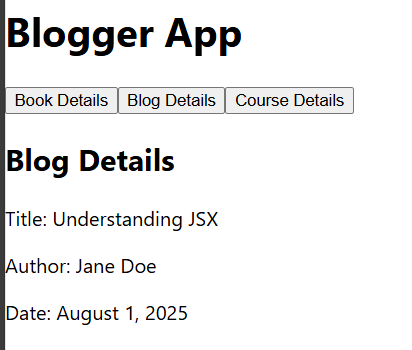 Blogger App
Book Details Blog Details Course Details
Blog Details
Title: Understanding JSX
Author: Jane Doe
Date: August 1, 2025